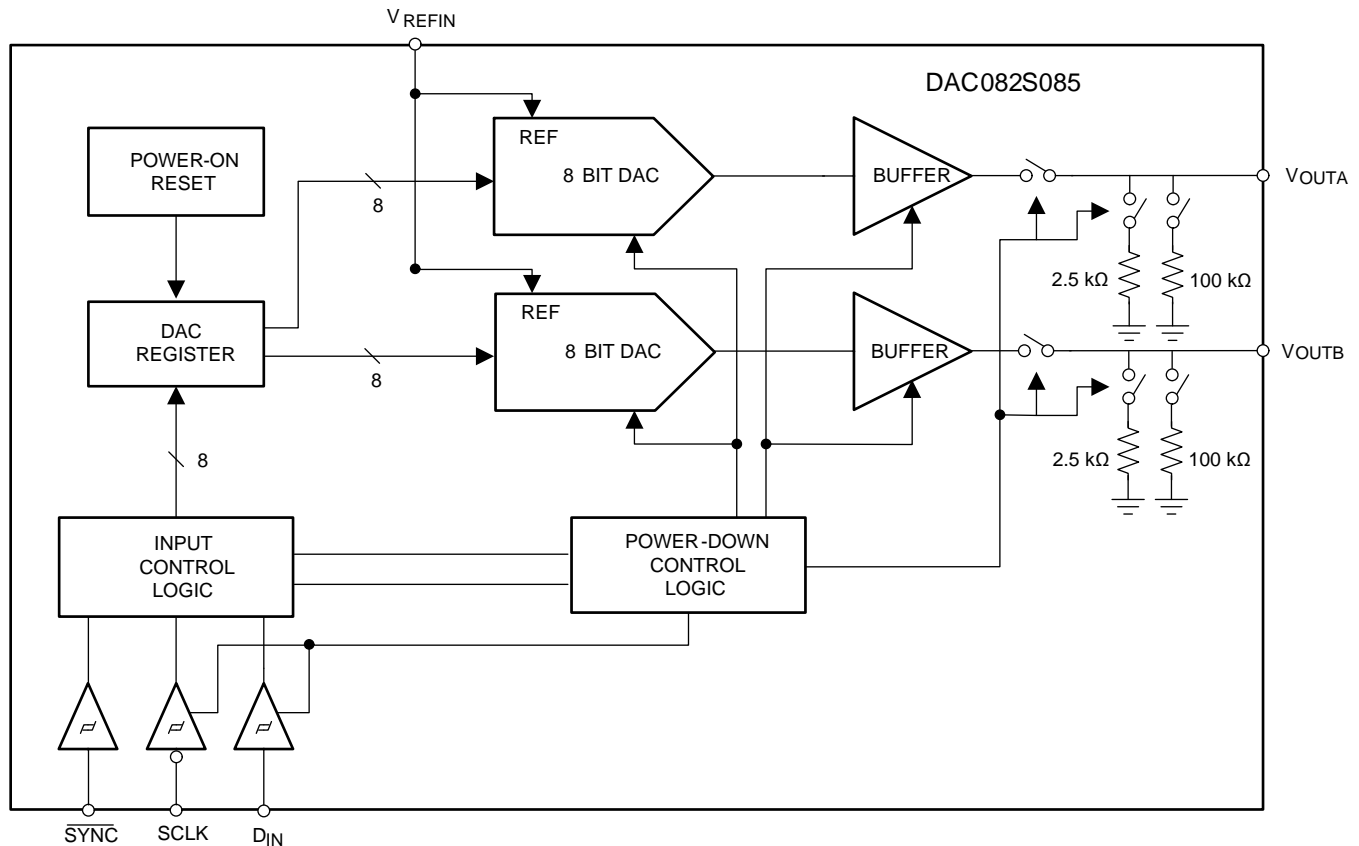 VREFIN
DAC082S085
POWER-ON
RESET
REF
8 BIT DAC
BUFFER
VOUTA
8
2.5 kΩ
100 kΩ
DAC
REGISTER
REF
8 BIT DAC
BUFFER
VOUTB
8
2.5 kΩ
100 kΩ
8
INPUT
CONTROL
LOGIC
POWER-DOWN
CONTROL
LOGIC
SYNC
SCLK
DIN